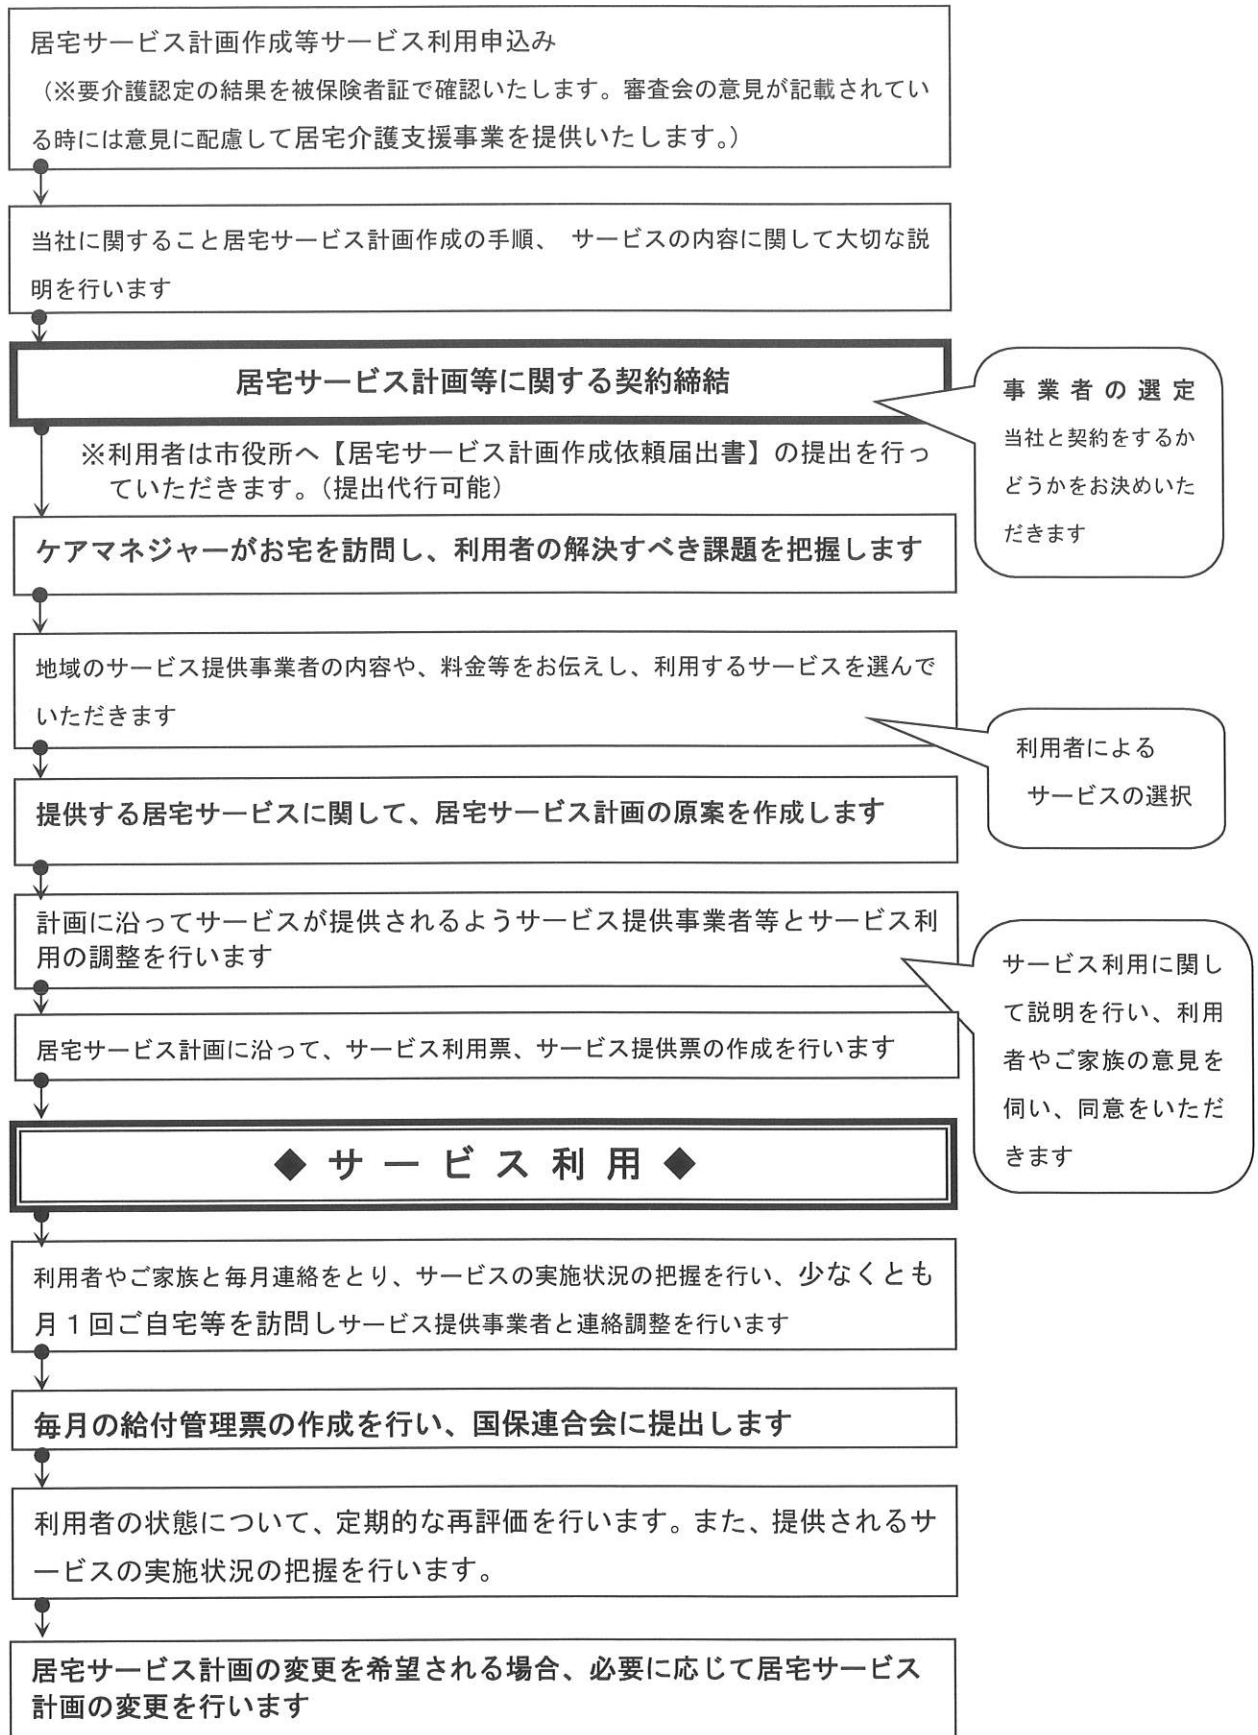 居宅サービス計画作成等サービス利用申込み
（※要介護認定の結果を被保険者証で確認いたします。審査会の意見が記載されてい
る時には意見に配慮して居宅介護支援事業を提供いたします。）
当社に関すること居宅サービス計画作成の手順、 サービスの内容に関して大切な説
明を行います
居宅サービス計画等に関する契約締結
事業者の選定
当社と契約をするか
どうかをお決めいた
だきます
※利用者は市役所へ【居宅サービス計画作成依頼届出書】の提出を行っ
ていただきます。（提出代行可能）
ケアマネジャーがお宅を訪問し、利用者の解決すべき課題を把握します
地域のサービス提供事業者の内容や、料金等をお伝えし、利用するサービスを選んで
いただきます
利用者による
サービスの選択
提供する居宅サービスに関して、居宅サービス計画の原案を作成します
計画に沿ってサービスが提供されるようサービス提供事業者等とサービス利
用の調整を行います
サービス利用に関し
て説明を行い、利用
者やご家族の意見を
伺い、同意をいただ
きます
居宅サービス計画に沿って、サービス利用票、サービス提供票の作成を行います
◆サービス利用◆
利用者やご家族と毎月連絡をとり、サービスの実施状況の把握を行い、少なくとも
月１回ご自宅等を訪問しサービス提供事業者と連絡調整を行います
毎月の給付管理票の作成を行い、国保連合会に提出します
利用者の状態について、定期的な再評価を行います。また、提供されるサ
ービスの実施状況の把握を行います。
居宅サービス計画の変更を希望される場合、必要に応じて居宅サービス
計画の変更を行います